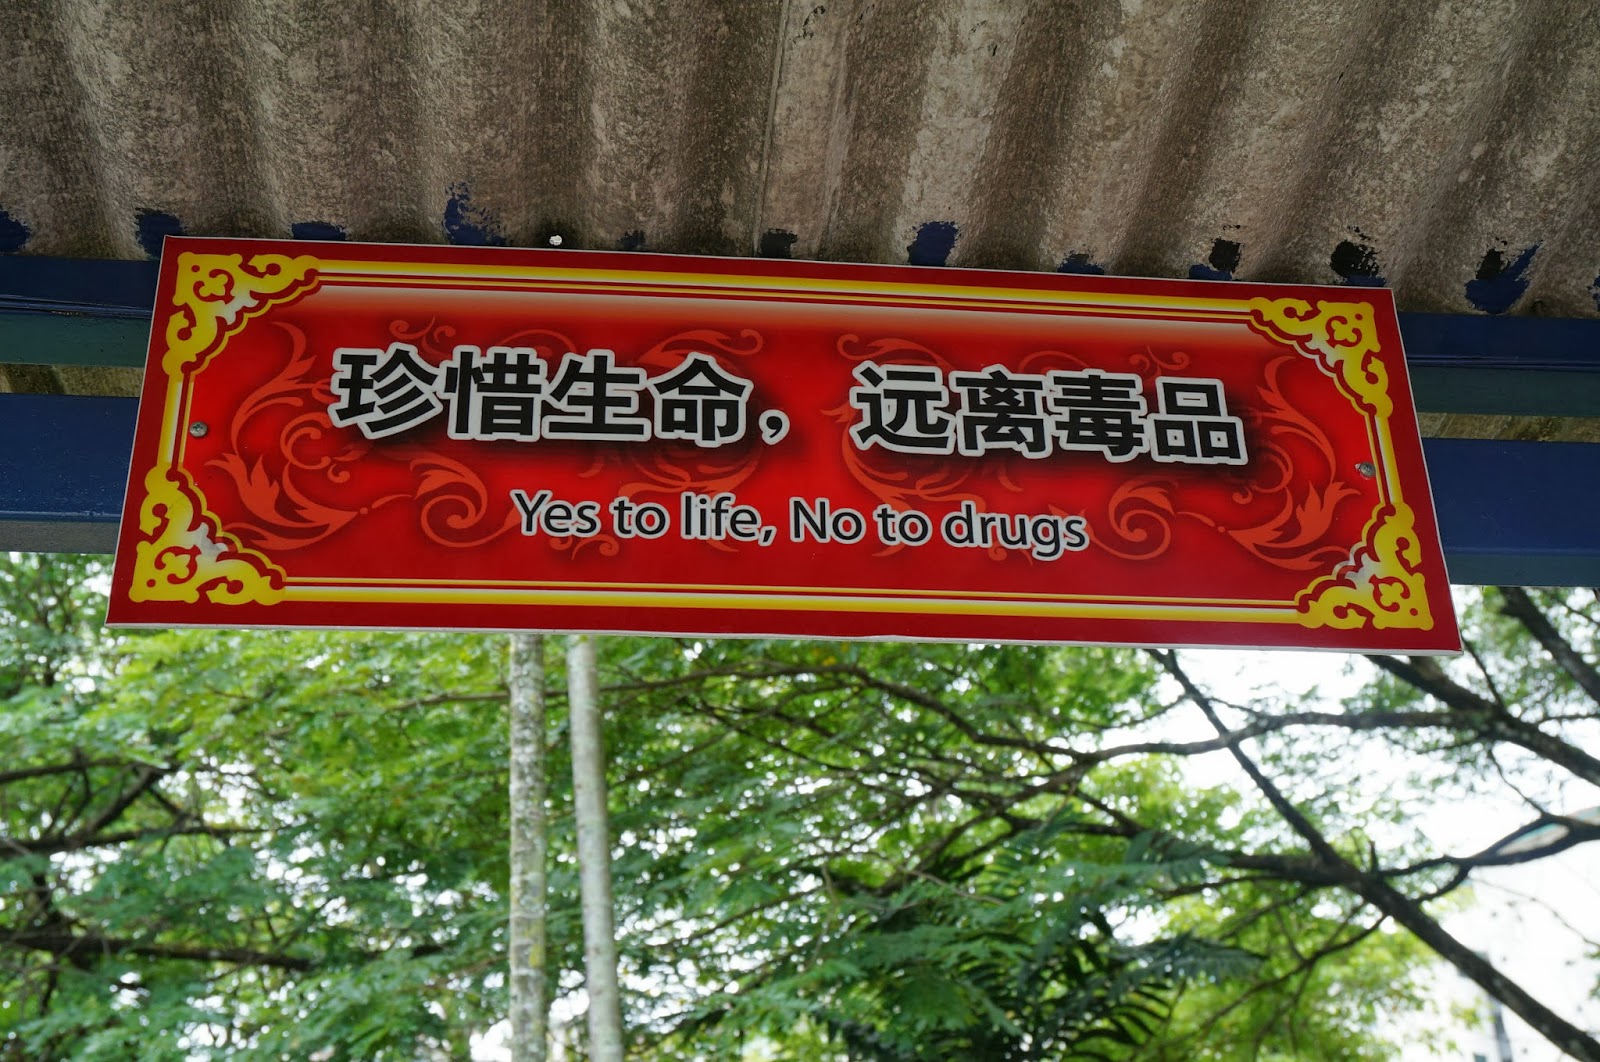 珍惜生命，远离毒品
Yes to life, No to drugs